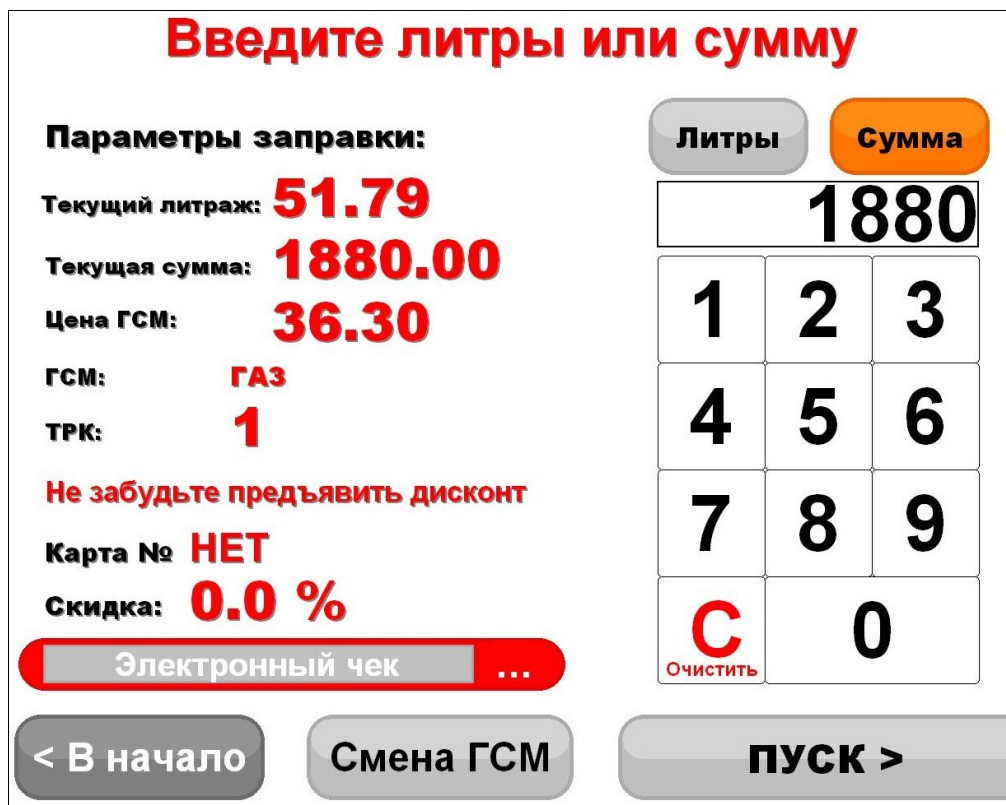 Введите литры или сумму
Параметры заправки:
Текущий литраж: 51.79
Текущая сумма: 1880.00
Цена ГСМ: 36.30
ГСМ: ГАЗ
ТРК: 1
Не забудьте предъявить дисконт
Карта № НЕТ
Скидка: 0.0 %
Электронный чек ...
Литры Сумма
1880
1 2 3
4 5 6
7 8 9
С 0
Очистить
< В начало Смена ГСМ ПУСК >